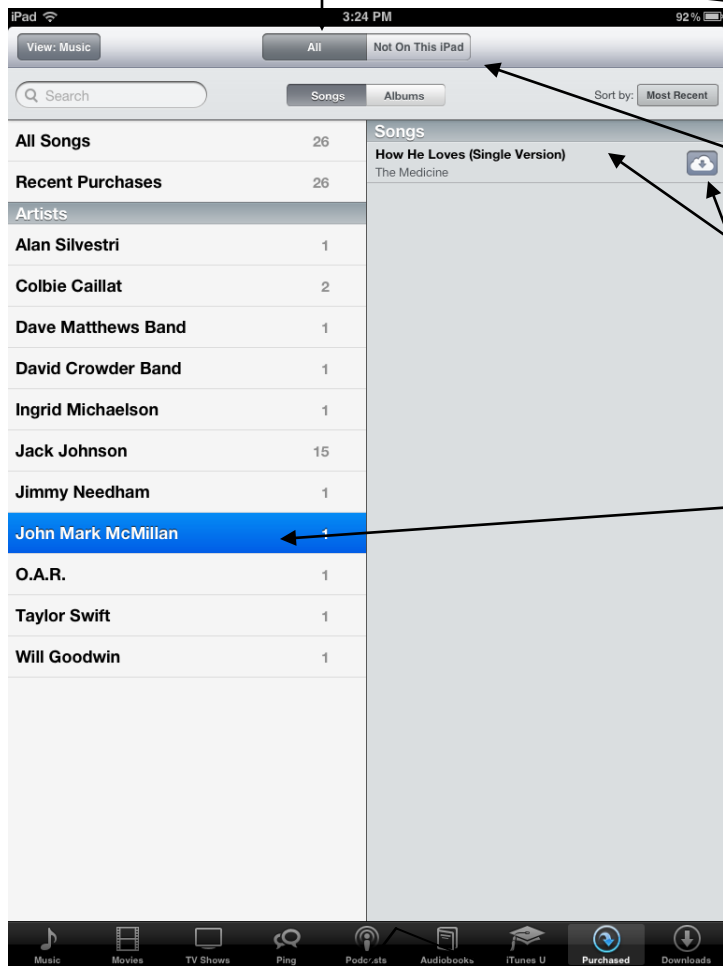 iPad 3:24 PM 92%
View: Music All Not On This iPad
Search Songs Albums Sort by: Most Recent
All Songs 26
Recent Purchases 26
Artists
Alan Silvestri 1
Colbie Caillat 2
Dave Matthews Band 1
David Crowder Band 1
Ingrid Michaelson 1
Jack Johnson 15
Jimmy Needham 1
John Mark McMillan 1
O.A.R. 1
Taylor Swift 1
Will Goodwin 1
Songs
How He Loves (Single Version)
The Medicine
Music Movies TV Shows Ping Podcasts Audiobooks iTunes U Purchased Downloads